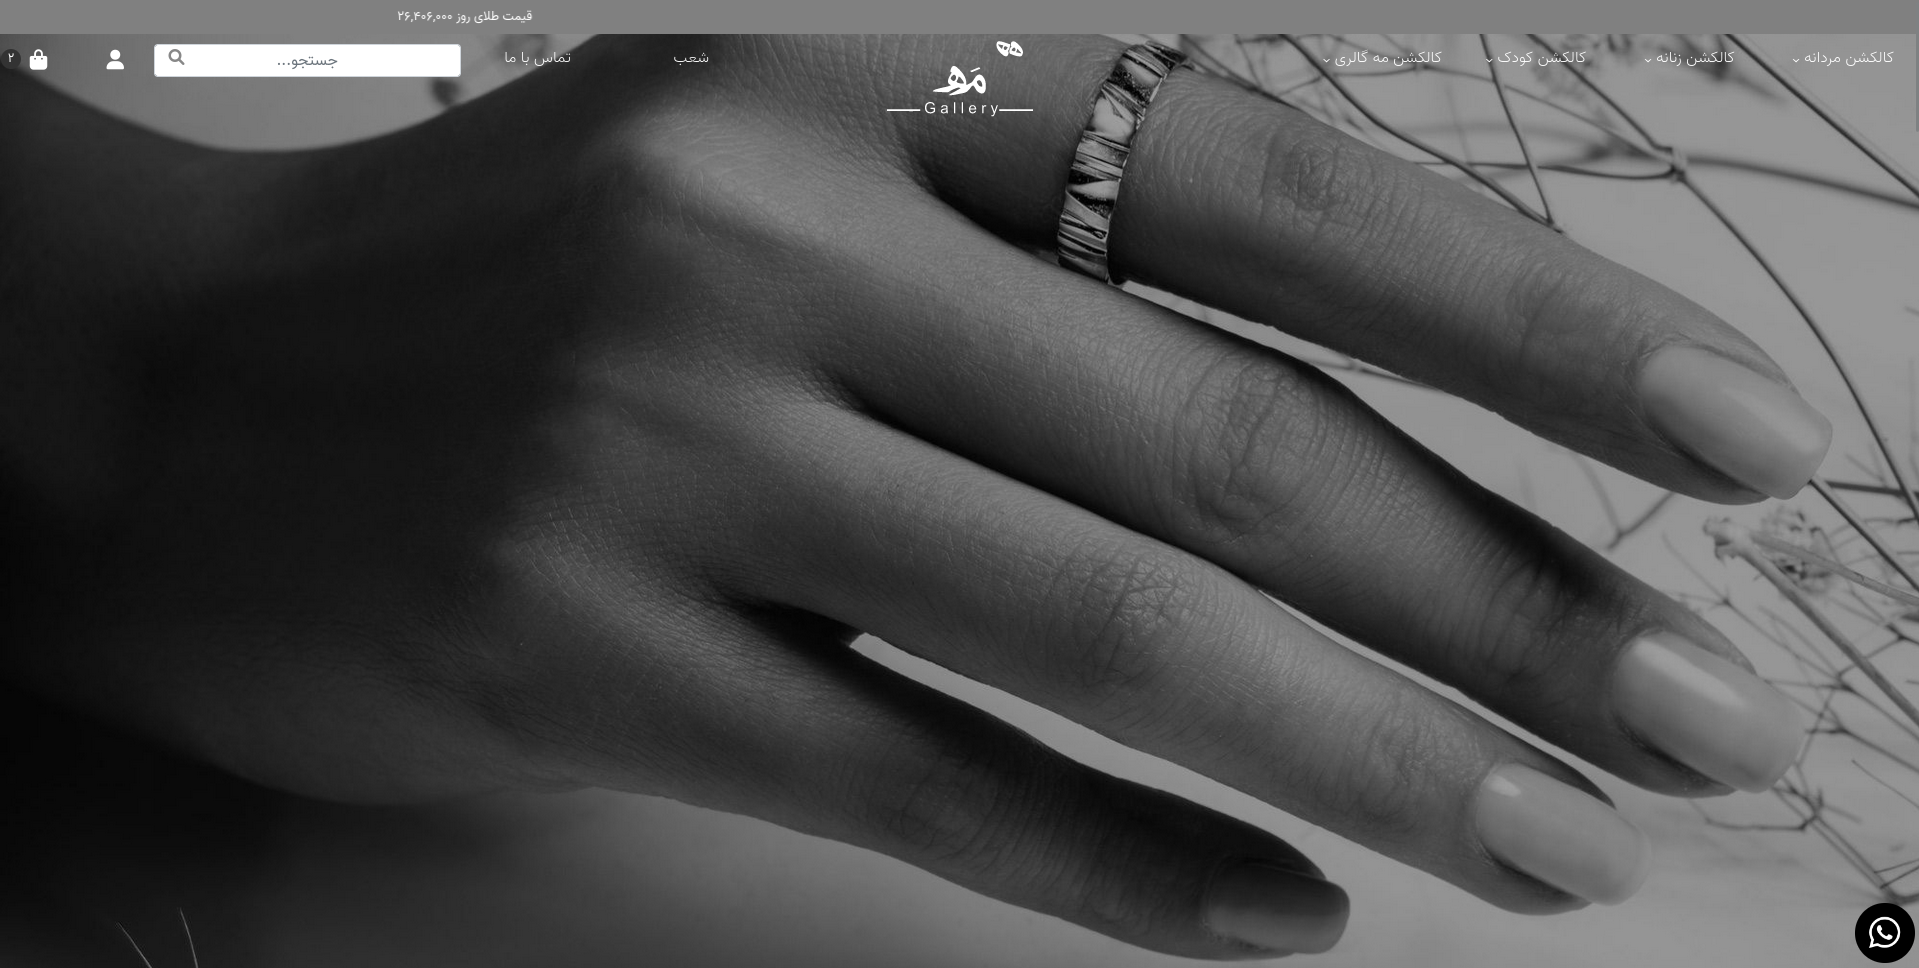 قیمت طلای روز ۲۶,۴۰۶,۰۰۰
کالکشن مردانه
کالکشن زنانه
کالکشن کودک
کالکشن مه گالری
مَهْ
Gallery
شعب
تماس با ما
جستجو...
۲